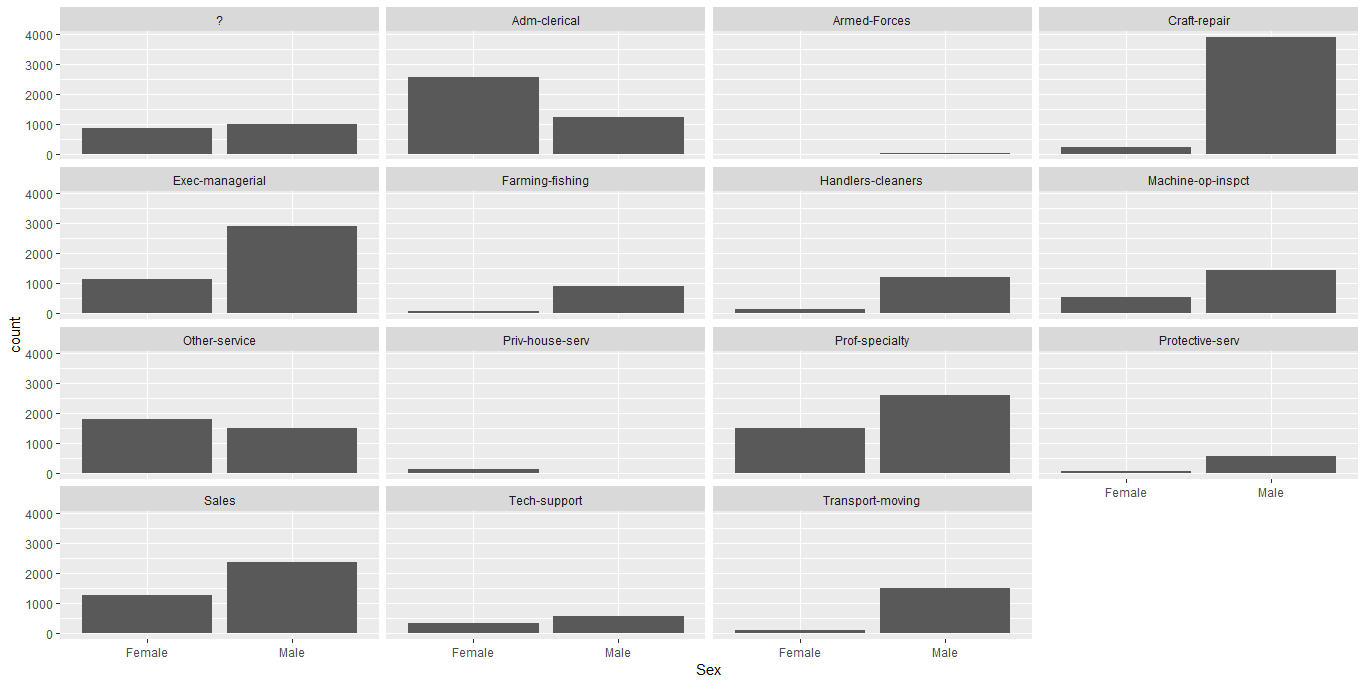 ? Adm-clerical Armed-Forces Craft-repair
4000
3000
2000
1000
0
Exec-managerial Farming-fishing Handlers-cleaners Machine-op-inspct
4000
3000
2000
1000
0
count
Other-service Priv-house-serv Prof-specialty Protective-serv
4000
3000
2000
1000
0
Female Male
Sales Tech-support Transport-moving
4000
3000
2000
1000
0
Female Male Female Male Female Male
Sex